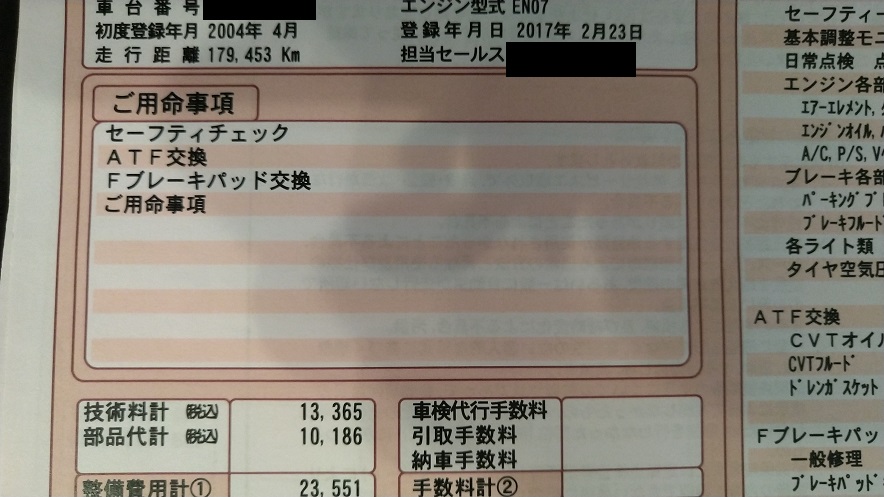 車台番号
エンジン型式 EN07
初度登録年月 2004年 4月
登録年月日 2017年 2月23日
走行距離 179,453 Km
担当セールス
ご用命事項
セーフティチェック
ATF交換
Fブレーキパッド交換
ご用命事項
技術料計 (税込) 13,365
部品代計 (税込) 10,186
整備費用計① 23,551
車検代行手数料
引取手数料
納車手数料
手数料計②
セーフティー
基本調整モニ
日常点検 点
エンジン各部
エアーエレメント,
エンジンオイル,
A/C, P/S, V
ブレーキ各部
パーキングブレ
ブレーキフルード
各ライト類
タイヤ空気圧
ATF交換
CVTオイル
CVTフルード
ドレンガスケット
Fブレーキパッ
一般修理
ブレーキパッド